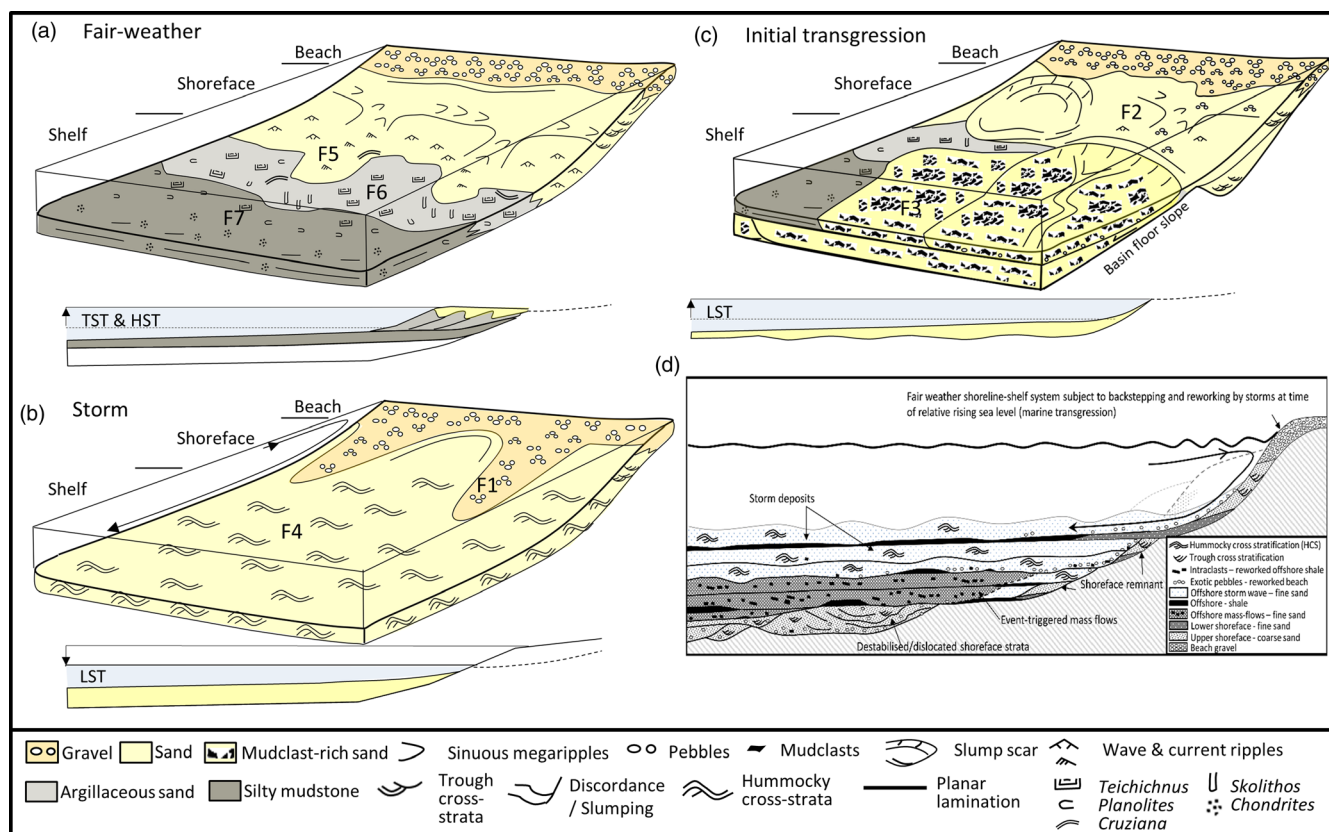 (a)
Fair-weather
Beach
Shoreface
Shelf
F5
F6
F7
TST & HST
(b)
Storm
Beach
Shoreface
Shelf
F1
F4
LST
(c)
Initial transgression
Beach
Shoreface
Shelf
F2
F3
Basin floor slope
LST
(d)
Fair weather shoreline-shelf system subject to backstepping and reworking by storms at time
of relative rising sea level (marine transgression)
Storm deposits
Shoreface
remnant
Event-triggered mass flows
Destabilised/dislocated shoreface strata
Hummocky cross stratification (HCS)
Trough cross stratification
Intraclasts – reworked offshore shale
Exotic pebbles - reworked beach
Offshore storm wave – fine sand
Offshore - shale
Offshore mass-flows – fine sand
Lower shoreface - fine sand
Upper shoreface - coarse sand
Beach gravel
Gravel
Sand
Mudclast-rich sand
Sinuous megaripples
Pebbles
Mudclasts
Slump scar
Wave & current ripples
Argillaceous sand
Silty mudstone
Trough
cross-
strata
Discordance
/ Slumping
Hummocky
cross-strata
Planar
lamination
Teichichnus
Planolites
Cruziana
Skolithos
Chondrites